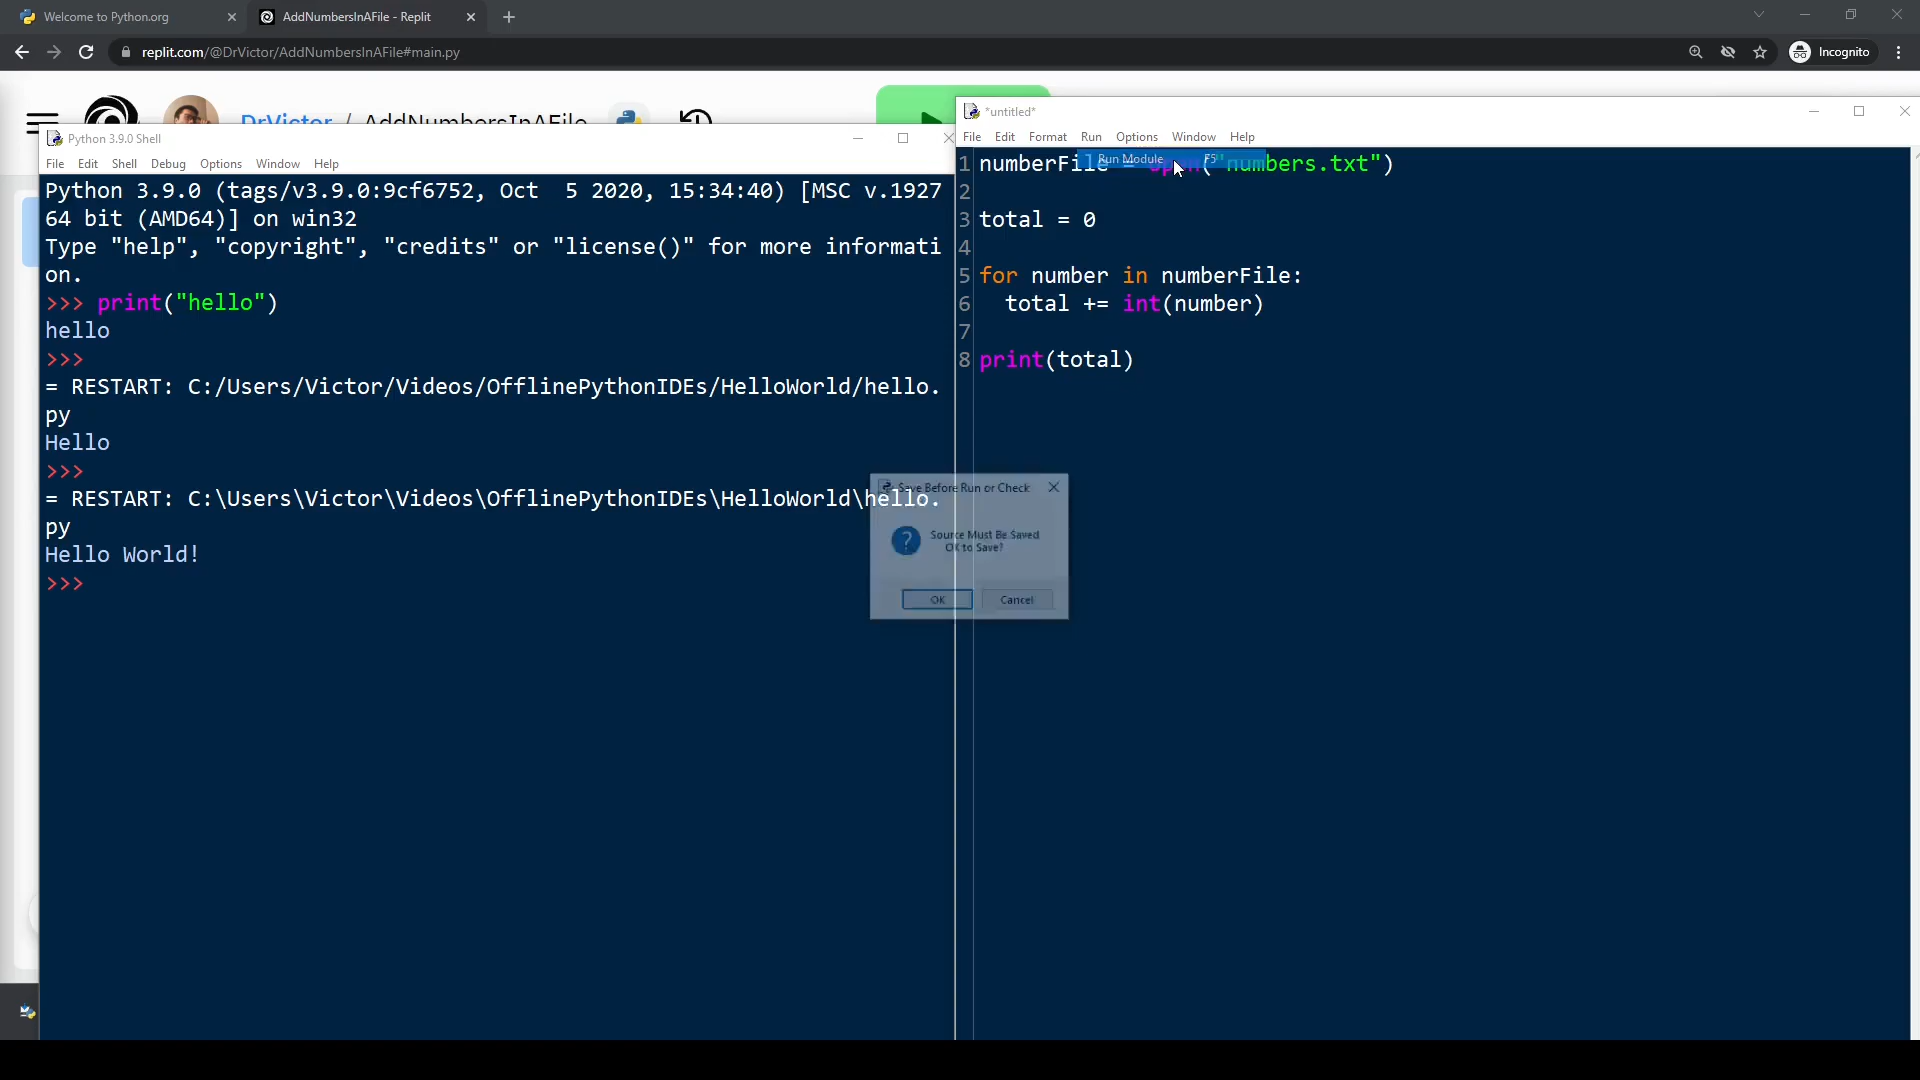 Welcome to Python.org
AddNumbersInAFile - Replit
replit.com/@DrVictor/AddNumbersInAFile#main.py
Incognito
DrVictor / AddNumbersInAFile
Python 3.9.0 Shell
File Edit Shell Debug Options Window Help
Python 3.9.0 (tags/v3.9.0:9cf6752, Oct  5 2020, 15:34:40) [MSC v.1927
64 bit (AMD64)] on win32
Type "help", "copyright", "credits" or "license()" for more informati
on.
>>> print("hello")
hello
>>>
= RESTART: C:/Users/Victor/Videos/OfflinePythonIDEs/HelloWorld/hello.
py
Hello
>>>
= RESTART: C:\Users\Victor\Videos\OfflinePythonIDEs\HelloWorld\hello.
py
Hello World!
>>>
*untitled*
File Edit Format Run Options Window Help
Run Module F5
1 numberFile = open("numbers.txt")
2
3 total = 0
4
5 for number in numberFile:
6   total += int(number)
7
8 print(total)
Save Before Run or Check
Source Must Be Saved
OK to Save?
OK Cancel